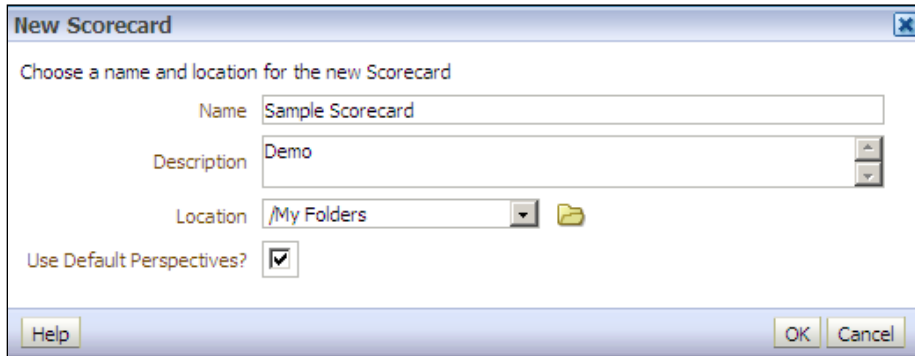 New Scorecard
Choose a name and location for the new Scorecard
Name Sample Scorecard
Description Demo
Location /My Folders
Use Default Perspectives?
Help OK Cancel